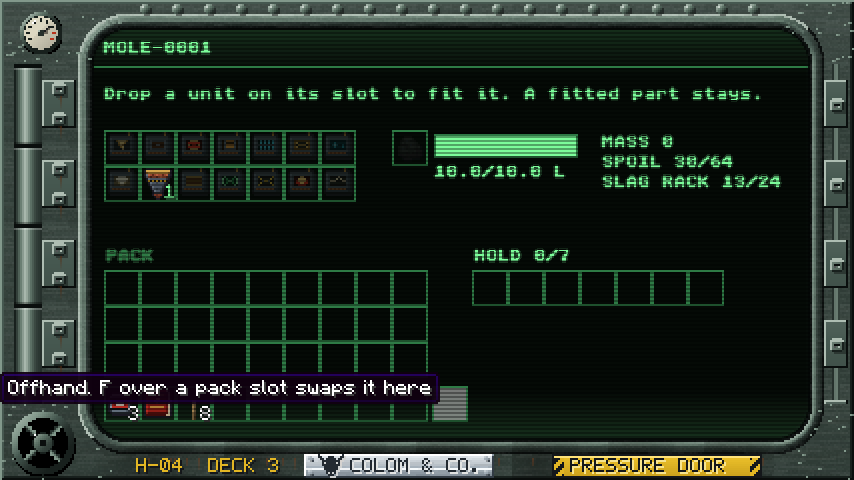 MOLE-0001
Drop a unit on its slot to fit it. A fitted part stays.
MASS 0
10.0/10.0 L
SPOIL 30/64
SLAG RACK 13/24
1
PACK
HOLD 0/7
Offhand. F over a pack slot swaps it here
3
8
H-04 DECK 3
COLOM & CO.
PRESSURE DOOR